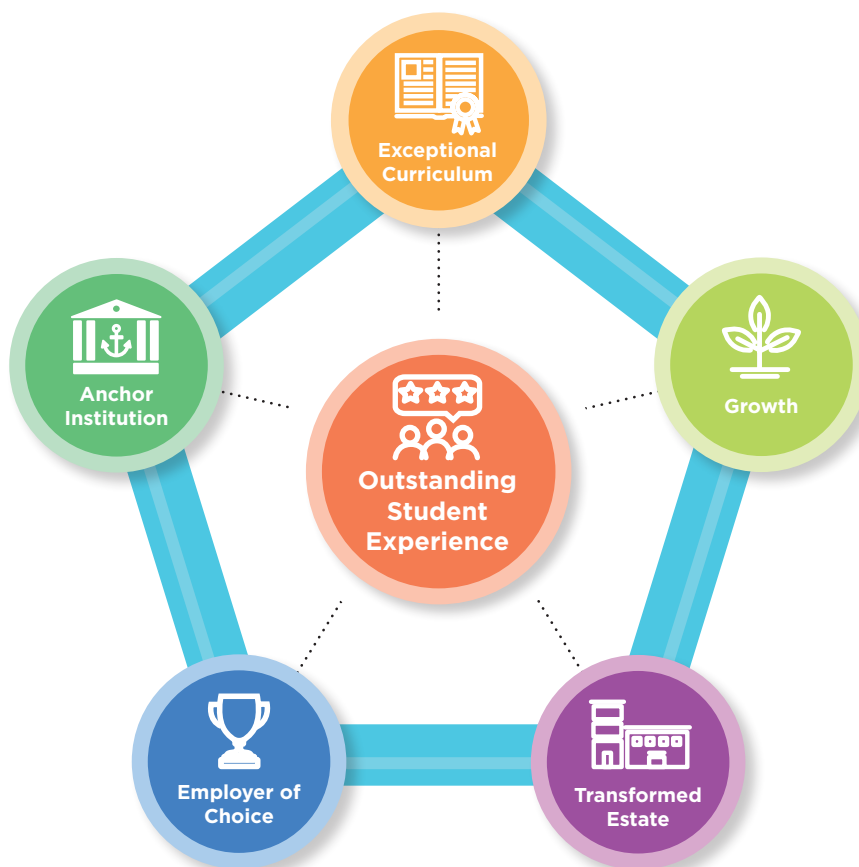 Exceptional
Curriculum
Anchor
Institution
Growth
Outstanding
Student
Experience
Employer of
Choice
Transformed
Estate